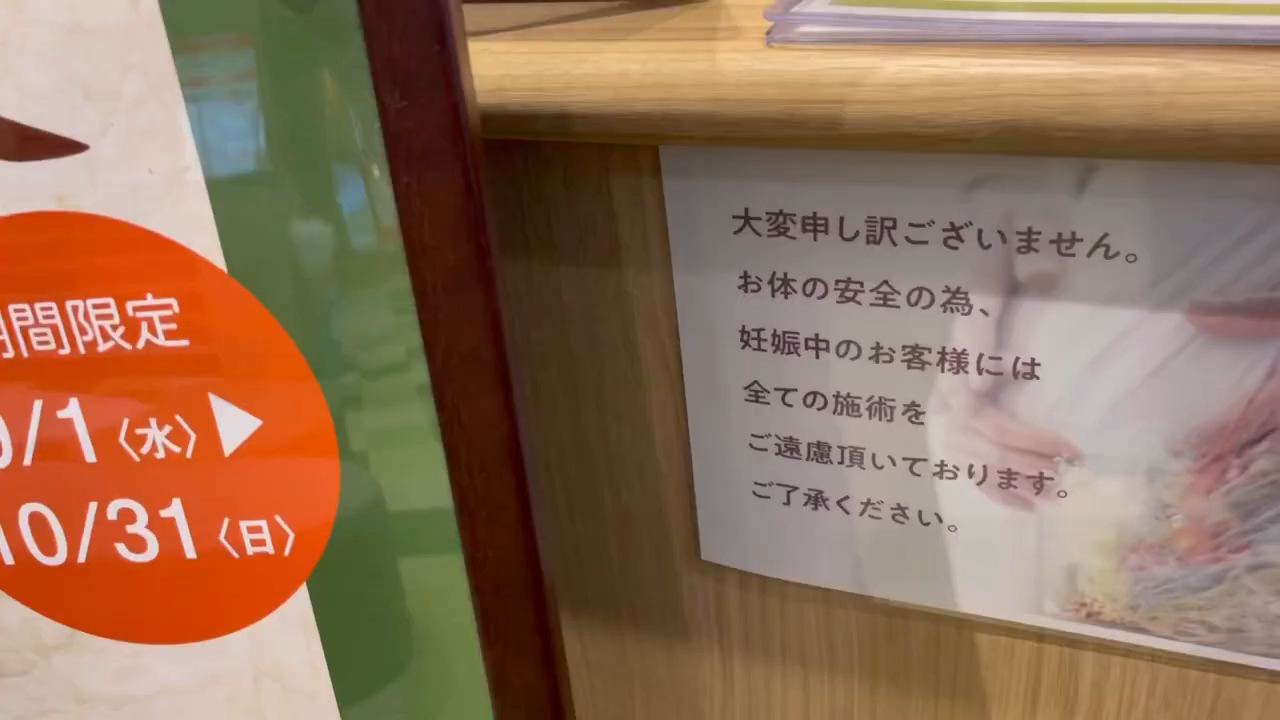 間限定
/1〈水〉▶
10/31〈日〉
大変申し訳ございません。
お体の安全の為、
妊娠中のお客様には
全ての施術を
ご遠慮頂いております。
ご了承ください。